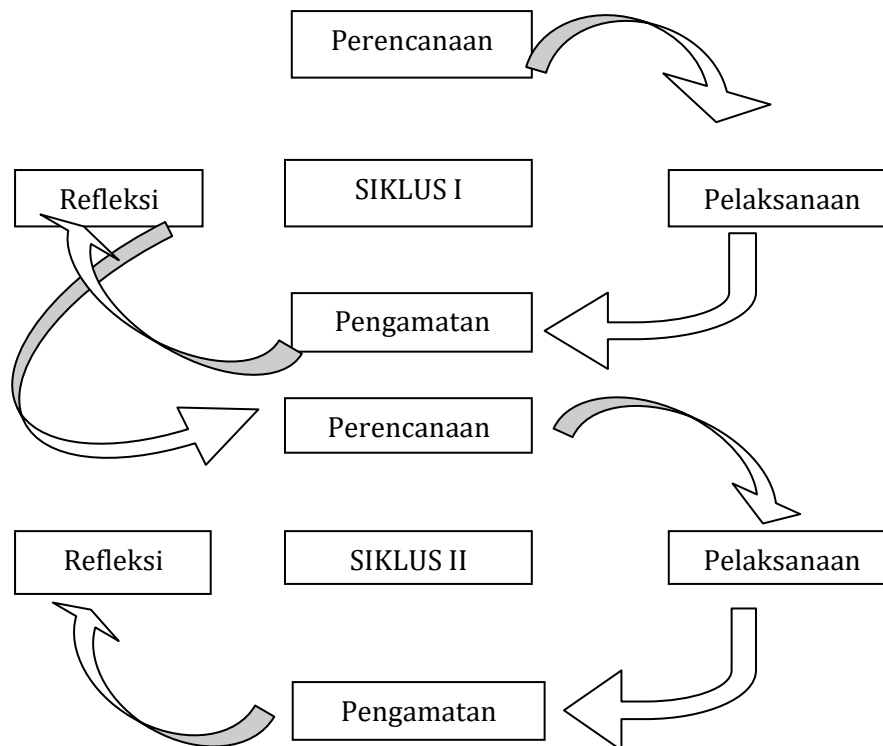 Perencanaan
Refleksi
SIKLUS I
Pelaksanaan
Pengamatan
Perencanaan
Refleksi
SIKLUS II
Pelaksanaan
Pengamatan